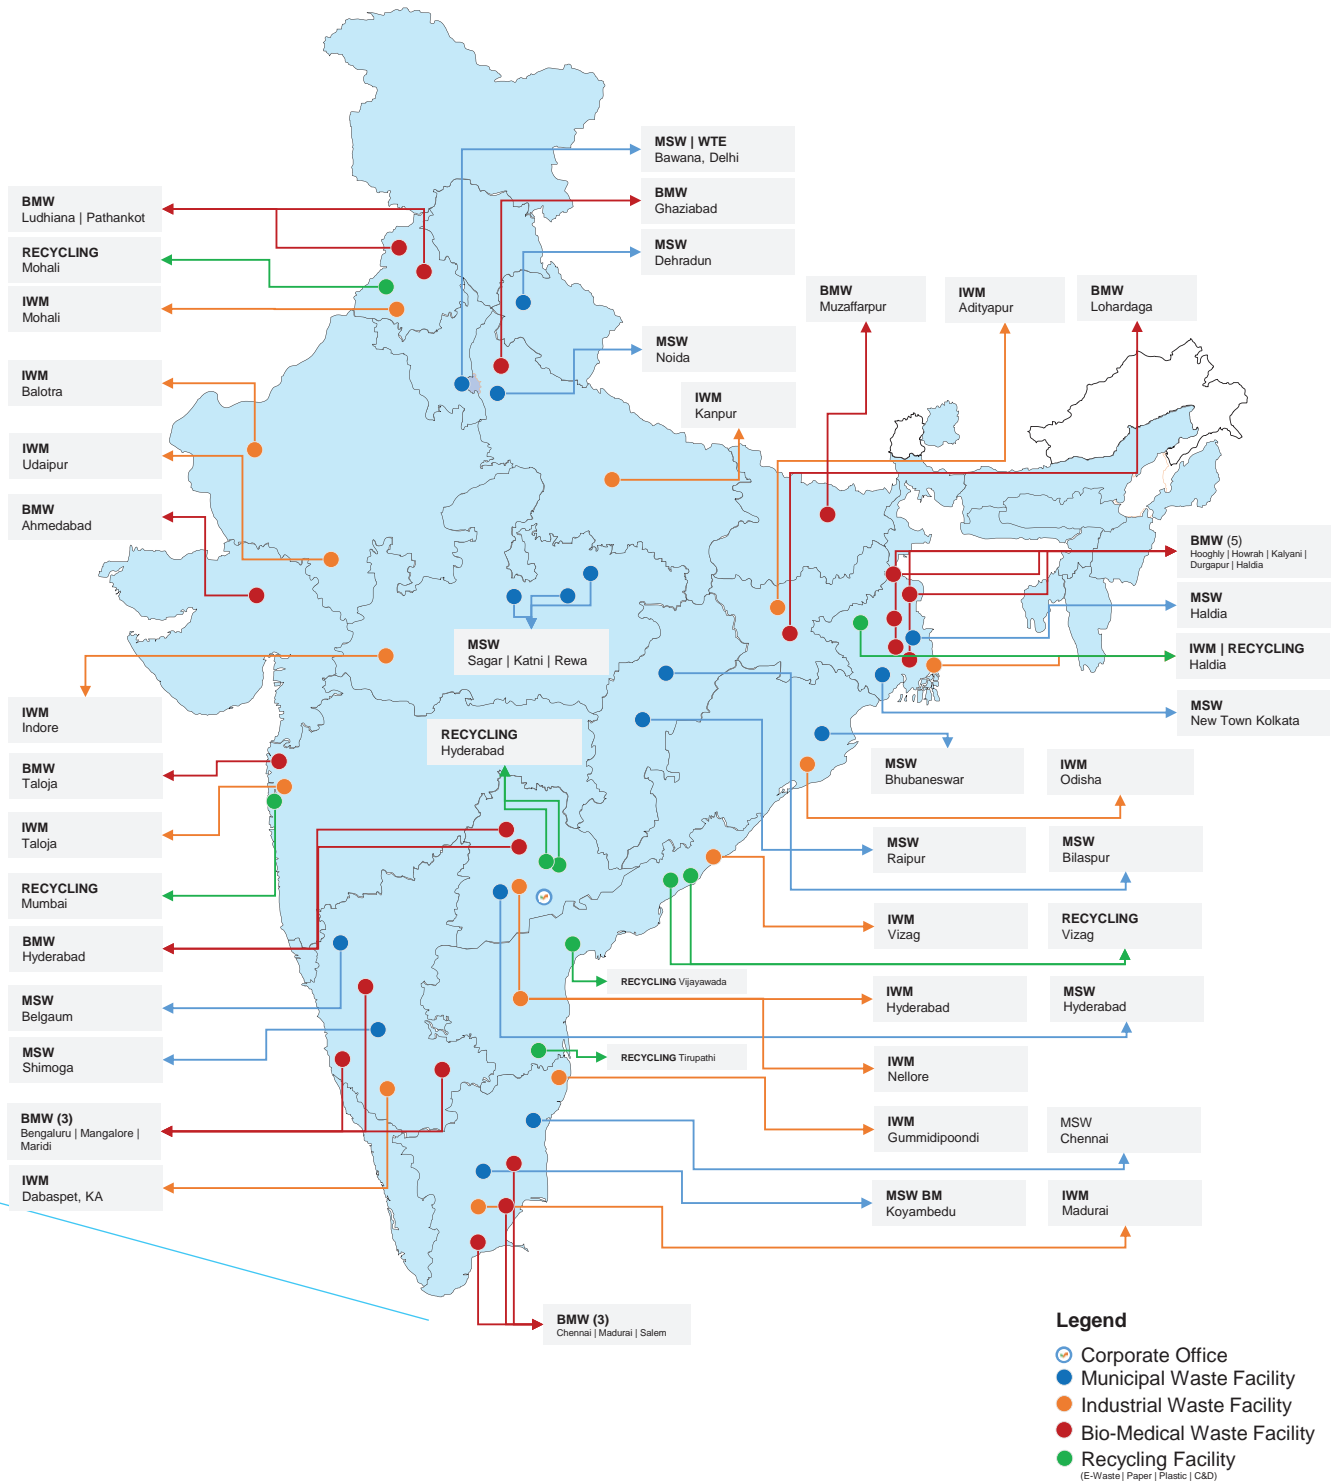 MSW | WTE
Bawana, Delhi
BMW
Ghaziabad
MSW
Dehradun
MSW
Noida
IWM
Kanpur
BMW
Muzaffarpur
IWM
Adityapur
BMW
Lohardaga
BMW
Ludhiana | Pathankot
RECYCLING
Mohali
IWM
Mohali
IWM
Balotra
IWM
Udaipur
BMW
Ahmedabad
MSW
Sagar | Katni | Rewa
BMW (5)
Hooghly | Howrah | Kalyani |
Durgapur | Haldia
MSW
Haldia
IWM | RECYCLING
Haldia
MSW
New Town Kolkata
IWM
Indore
RECYCLING
Hyderabad
MSW
Bhubaneswar
IWM
Odisha
BMW
Taloja
IWM
Taloja
RECYCLING
Mumbai
BMW
Hyderabad
MSW
Belgaum
MSW
Shimoga
BMW (3)
Bengaluru | Mangalore |
Maridi
IWM
Dabaspet, KA
MSW
Raipur
MSW
Bilaspur
IWM
Vizag
RECYCLING
Vizag
RECYCLING Vijayawada
IWM
Hyderabad
MSW
Hyderabad
RECYCLING Tirupathi
IWM
Nellore
IWM
Gummidipoondi
MSW
Chennai
MSW BM
Koyambedu
IWM
Madurai
BMW (3)
Chennai | Madurai | Salem
Legend
Corporate Office
Municipal Waste Facility
Industrial Waste Facility
Bio-Medical Waste Facility
Recycling Facility
(E-Waste | Paper | Plastic | C&D)